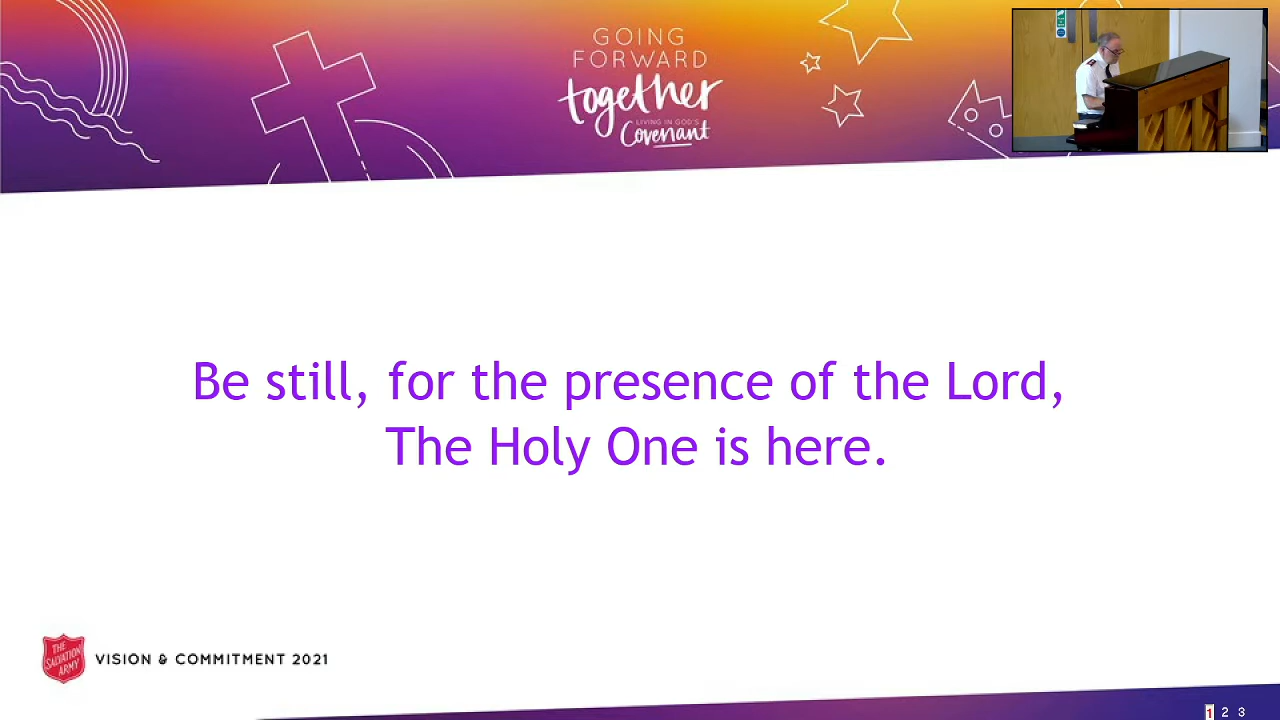 GOING
FORWARD
together
LIVING IN GOD'S
Covenant
Be still, for the presence of the Lord,
The Holy One is here.
THE
SALVATION
ARMY
VISION & COMMITMENT 2021
1 2 3